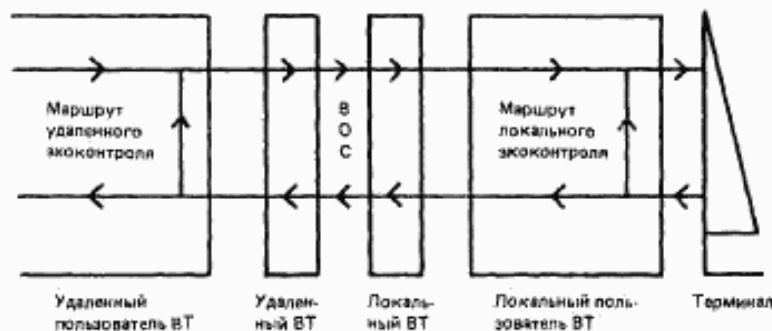 Маршрут
удаленного
эхоконтроля
В
О
С
Маршрут
локального
эхоконтроля
Удаленный
пользователь ВТ
Удален-
ный ВТ
Локаль-
ный ВТ
Локальный поль-
зователь ВТ
Терминал